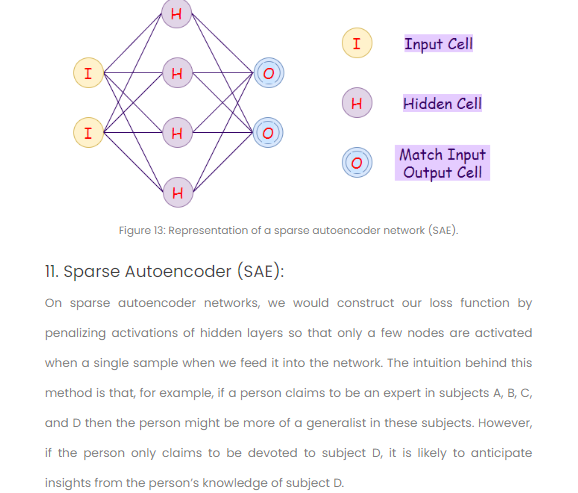 H
I
H
O
I
H
O
H
I
Input Cell
H
Hidden Cell
O
Match Input
Output Cell
Figure 13: Representation of a sparse autoencoder network (SAE).
11. Sparse Autoencoder (SAE):
On sparse autoencoder networks, we would construct our loss function by
penalizing activations of hidden layers so that only a few nodes are activated
when a single sample when we feed it into the network. The intuition behind this
method is that, for example, if a person claims to be an expert in subjects A, B, C,
and D then the person might be more of a generalist in these subjects. However,
if the person only claims to be devoted to subject D, it is likely to anticipate
insights from the person's knowledge of subject D.